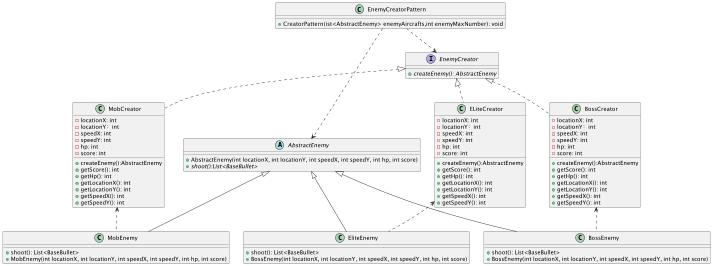 C EnemyCreatorPattern
CreatorPattern(ist<AbstractEnemy> enemyAircrafts,int enemyMaxNumber): void
I EnemyCreator
createEnemy(): AbstractEnemy
C MobCreator
locationX: int
locationY: int
speedX: int
speedY: int
hp: int
score: int
createEnemy():AbstractEnemy
getScore(): int
getHp(): int
getLocationX(): int
getLocationY(): int
getSpeedX(): int
getSpeedY(): int
A AbstractEnemy
AbstractEnemy(int locationX, int locationY, int speedX, int speedY, int hp, int score)
shoot():List<BaseBullet>
C ELiteCreator
locationX: int
locationY: int
speedX: int
speedY: int
hp: int
score: int
createEnemy():AbstractEnemy
getScore(): int
getHp(): int
getLocationX(): int
getLocationY(): int
getSpeedX(): int
getSpeedY(): int
C BossCreator
locationX: int
locationY: int
speedX: int
speedY: int
hp: int
score: int
createEnemy():AbstractEnemy
getScore(): int
getHp(): int
getLocationX(): int
getLocationY(): int
getSpeedX(): int
getSpeedY(): int
C MobEnemy
shoot(): List<BaseBullet>
MobEnemy(int locationX, int locationY, int speedX, int speedY, int hp, int score)
C EliteEnemy
shoot(): List<BaseBullet>
BossEnemy(int locationX, int locationY, int speedX, int speedY, int hp, int score)
C BossEnemy
shoot(): List<BaseBullet>
BossEnemy(int locationX, int locationY, int speedX, int speedY, int hp, int score)